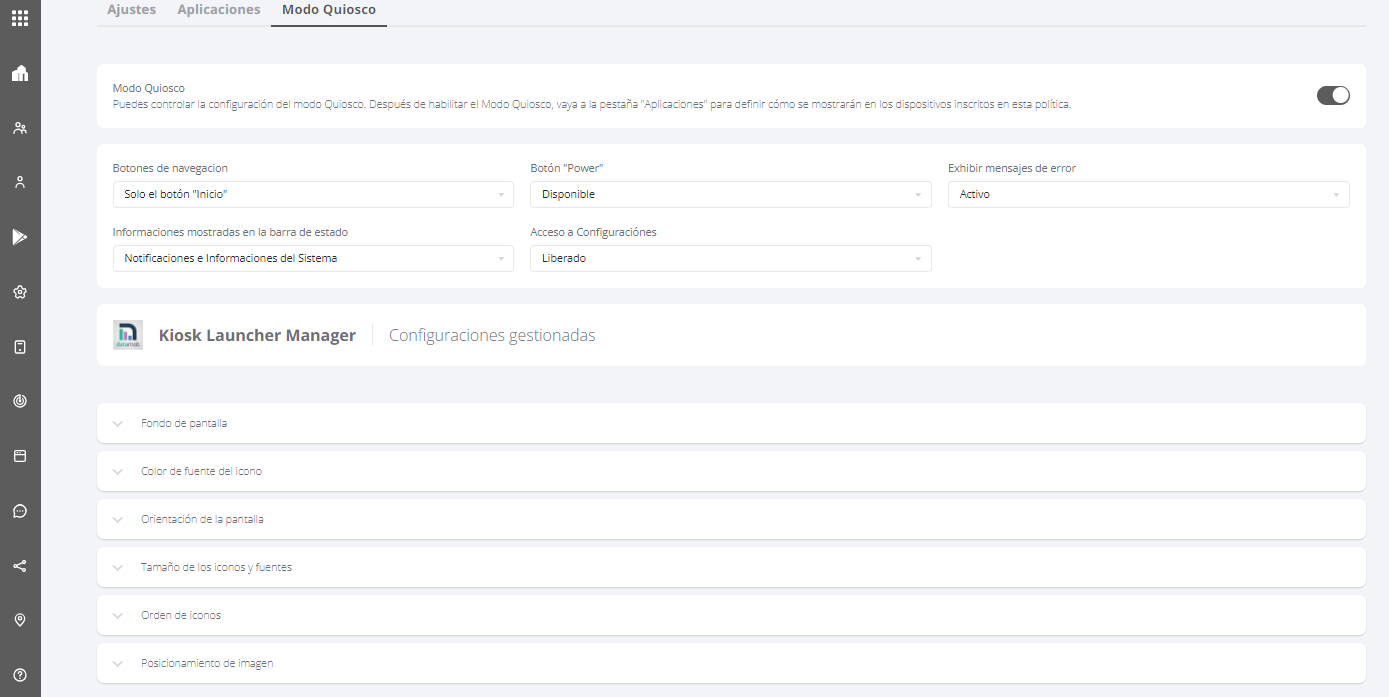 Ajustes Aplicaciones Modo Quiosco
Modo Quiosco
Puedes controlar la configuración del modo Quiosco. Después de habilitar el Modo Quiosco, vaya a la pestaña "Aplicaciones" para definir cómo se mostrarán en los dispositivos inscritos en esta política.
Botones de navegacion
Solo el botón "Inicio"
Botón "Power"
Disponible
Exhibir mensajes de error
Activo
Informaciones mostradas en la barra de estado
Notificaciones e Informaciones del Sistema
Acceso a Configuraciónes
Liberado
Kiosk Launcher Manager Configuraciones gestionadas
Fondo de pantalla
Color de fuente del icono
Orientación de la pantalla
Tamaño de los iconos y fuentes
Orden de iconos
Posicionamiento de imagen